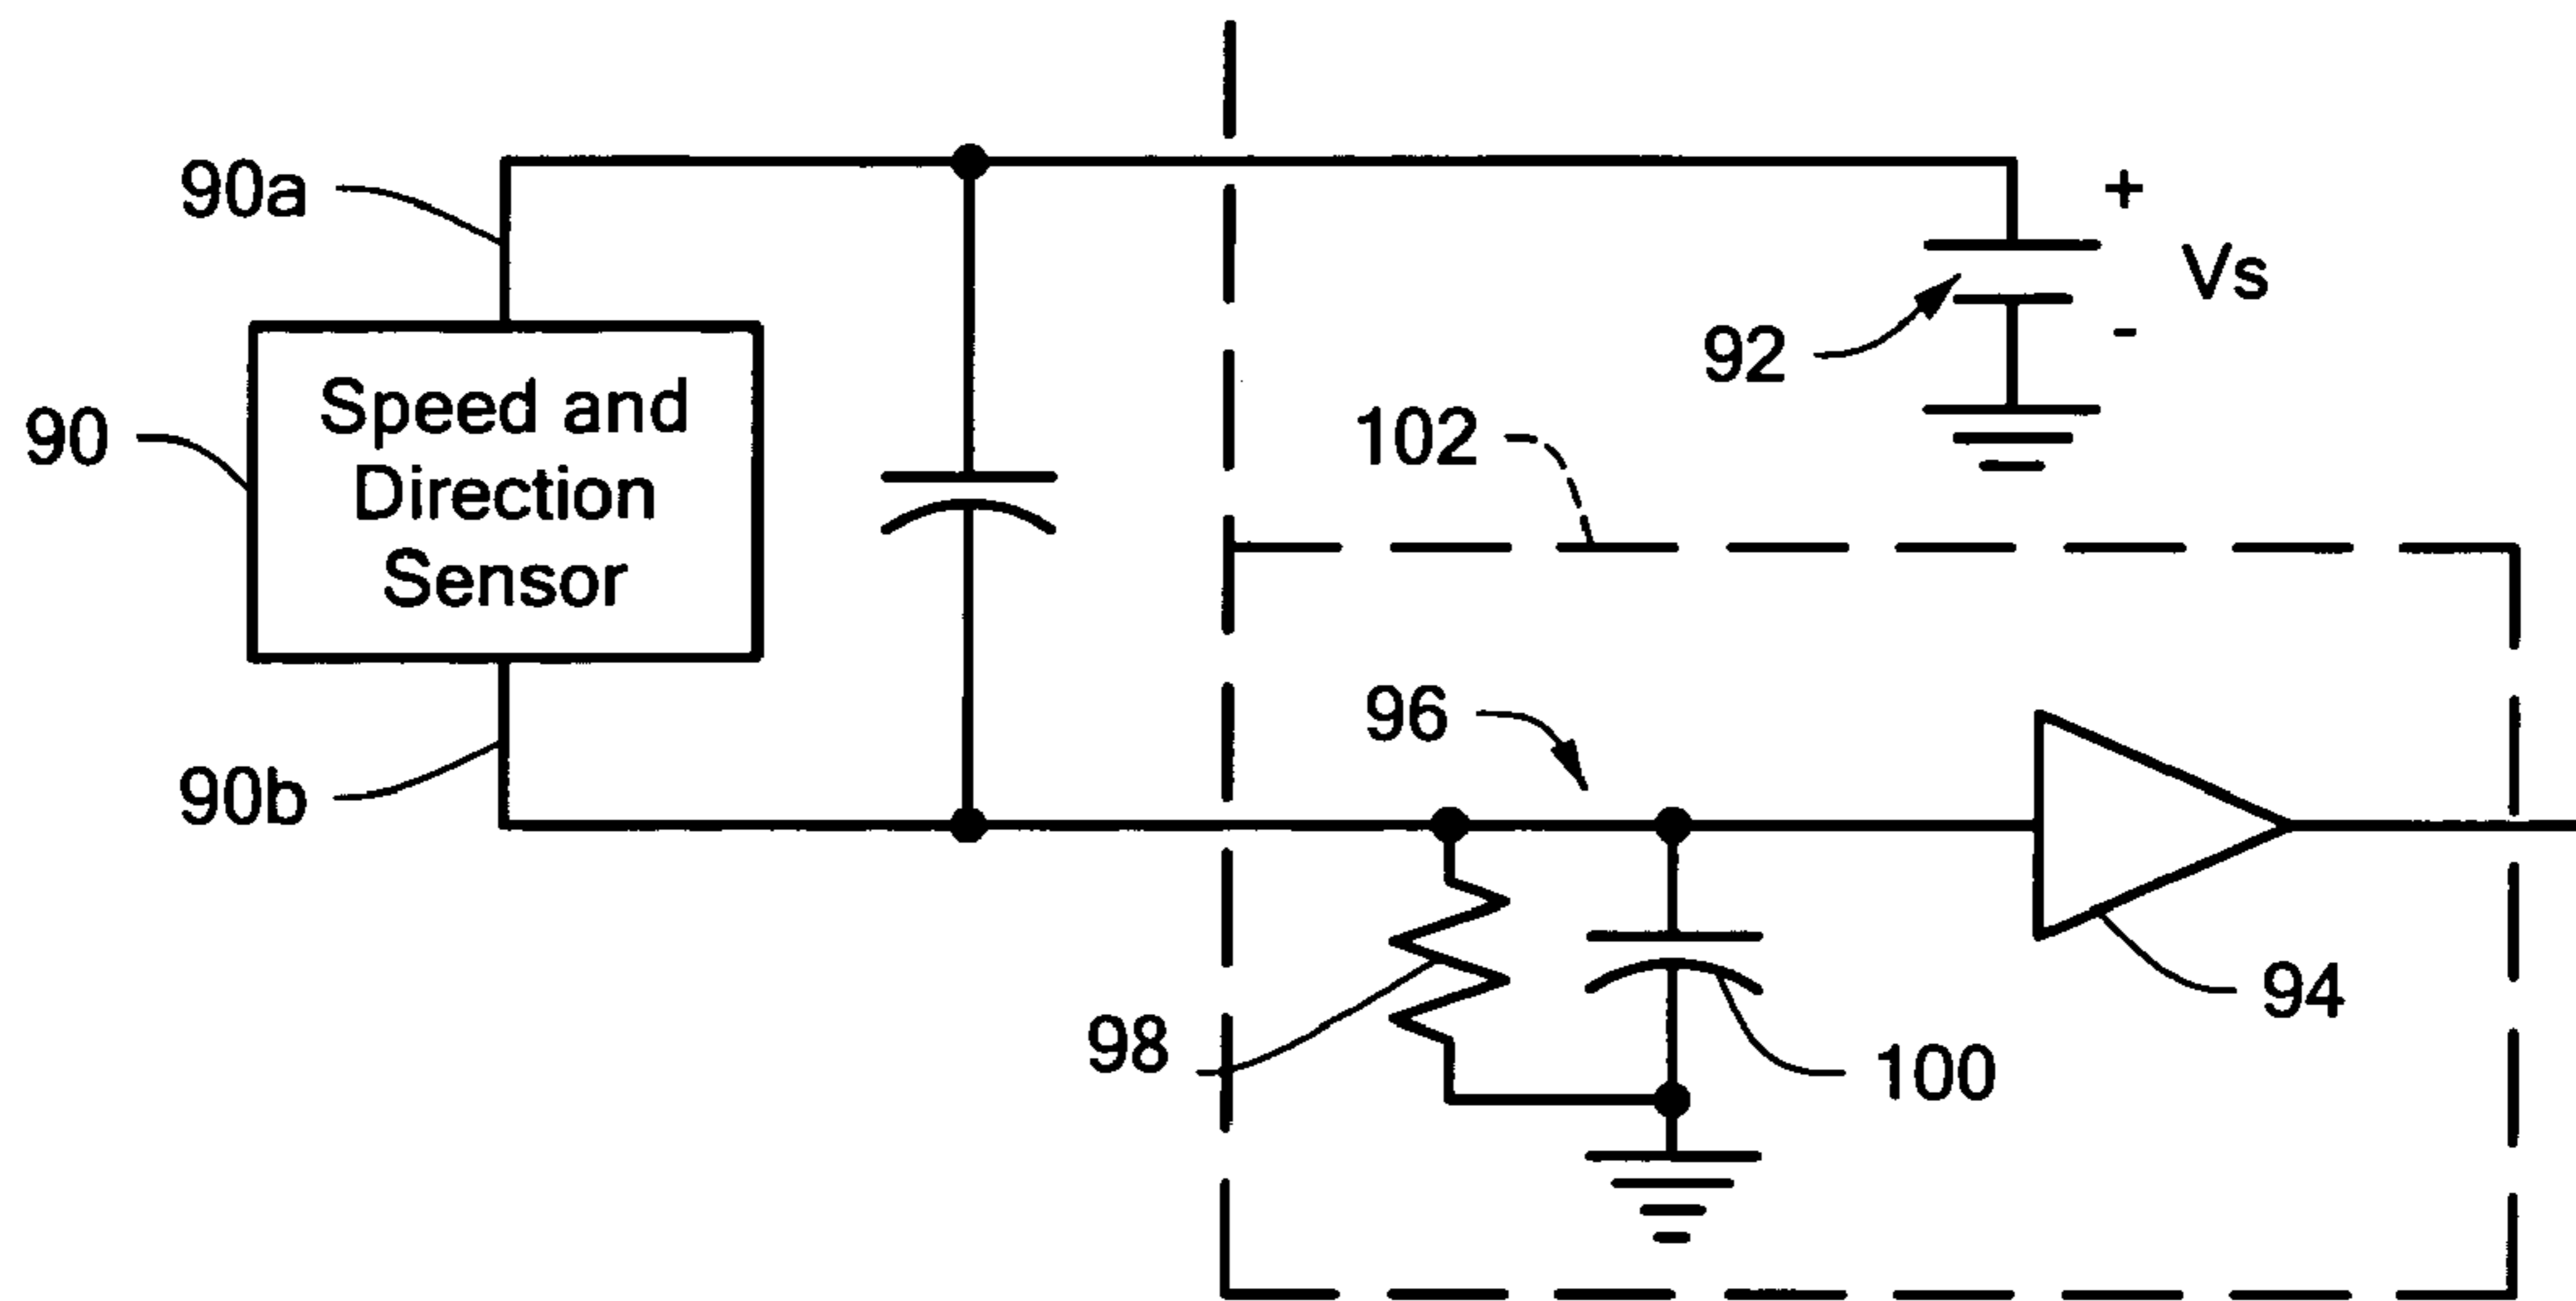 90a
+
Vs
92
-
90
Speed and
Direction
Sensor
102
96
90b
94
98
100